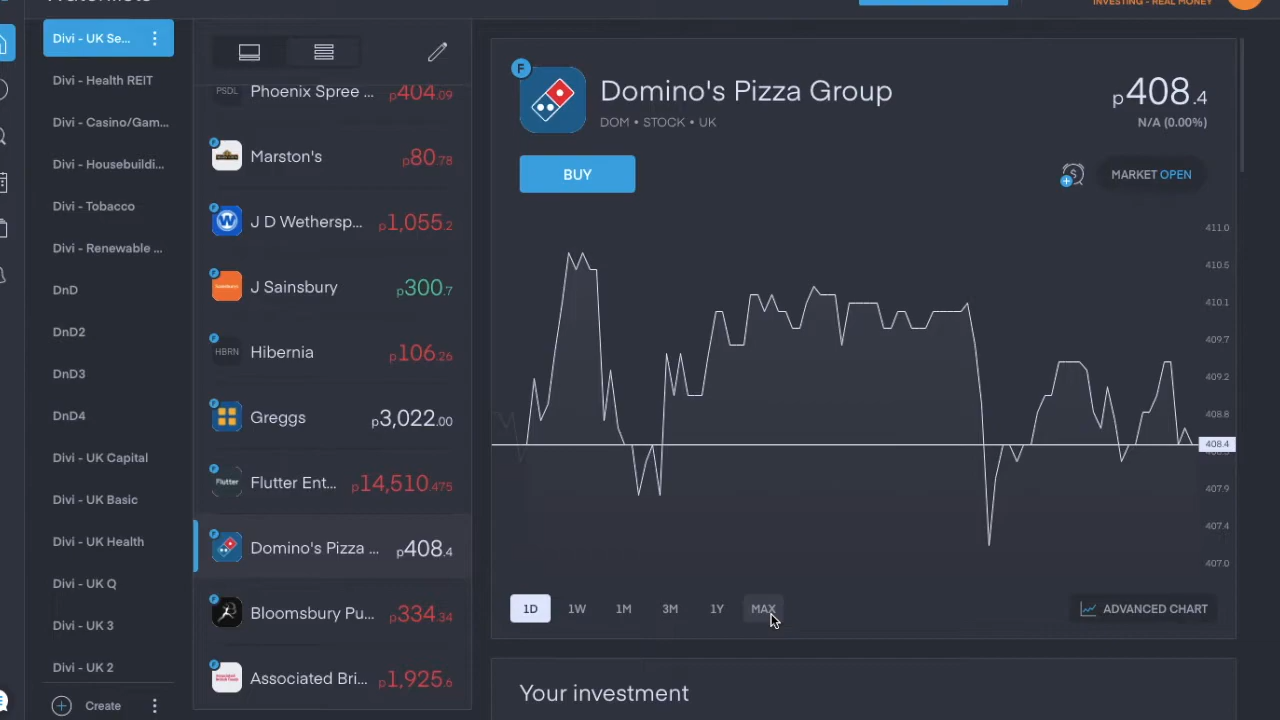 INVESTING - REAL MONEY
Divi - UK Se...
Divi - Health REIT
Divi - Casino/Gam...
Divi - Housebuildi...
Divi - Tobacco
Divi - Renewable ...
DnD
DnD2
DnD3
DnD4
Divi - UK Capital
Divi - UK Basic
Divi - UK Health
Divi - UK Q
Divi - UK 3
Divi - UK 2
Create
PSDL Phoenix Spree ... p404.09
F Marston's p80.78
F W J D Wethersp... p1,055.2
F Sainsbury's J Sainsbury p300.7
F HBRN Hibernia p106.26
F Greggs p3,022.00
F Flutter Flutter Ent... p14,510.475
F Domino's Pizza ... p408.4
F Bloomsbury Pu... p334.34
F Associated Bri... p1,925.6
F
Domino's Pizza Group
DOM • STOCK • UK
p408.4
N/A (0.00%)
BUY
MARKET OPEN
411.0
410.5
410.1
409.7
409.2
408.8
408.4
407.9
407.4
407.0
1D 1W 1M 3M 1Y MAX
ADVANCED CHART
Your investment